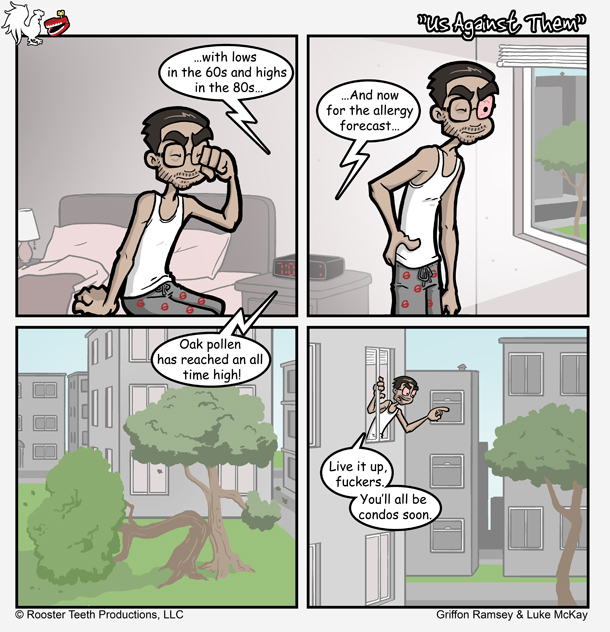 "Us Against Them"
...with lows
in the 60s and highs
in the 80s...
...And now
for the allergy
forecast...
Oak pollen
has reached an all
time high!
Live it up,
fuckers.
You'll all be
condos soon.
© Rooster Teeth Productions, LLC
Griffon Ramsey & Luke McKay